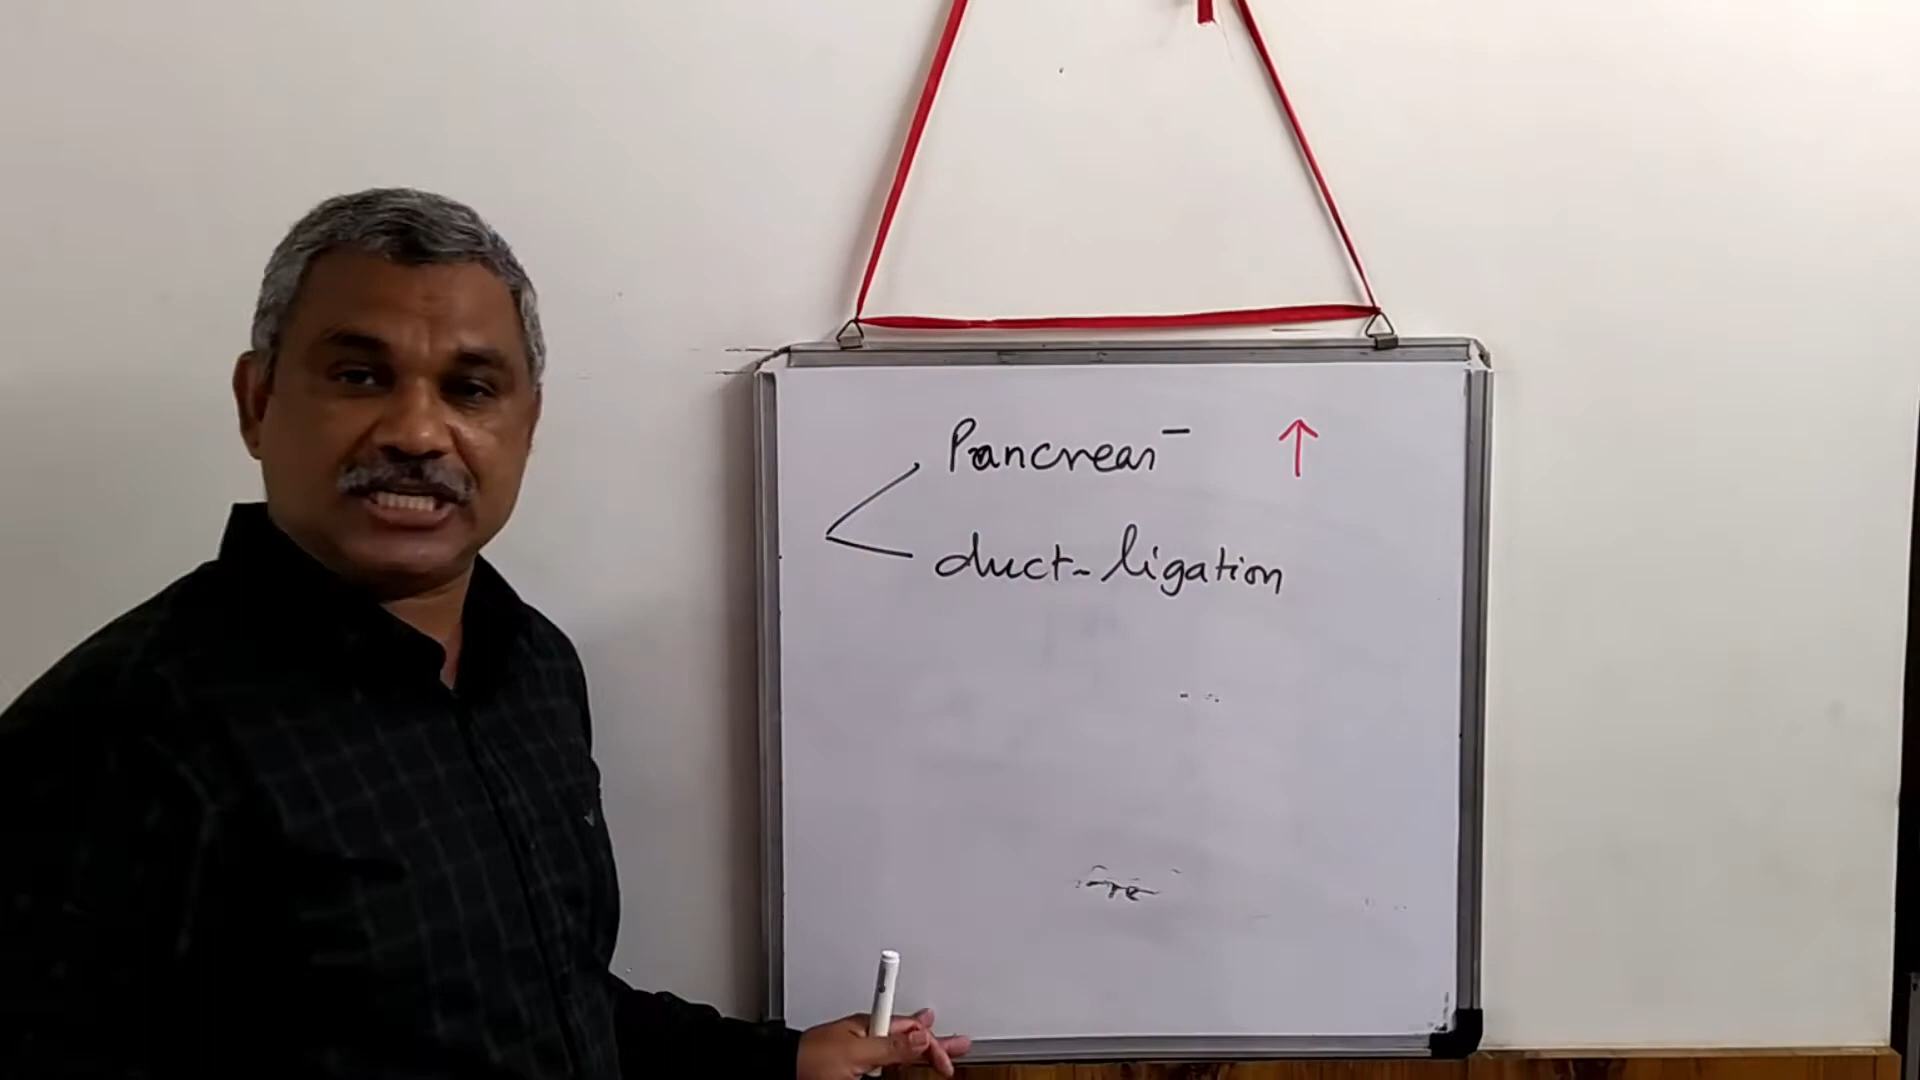 Pancreas - ↑
duct-ligation